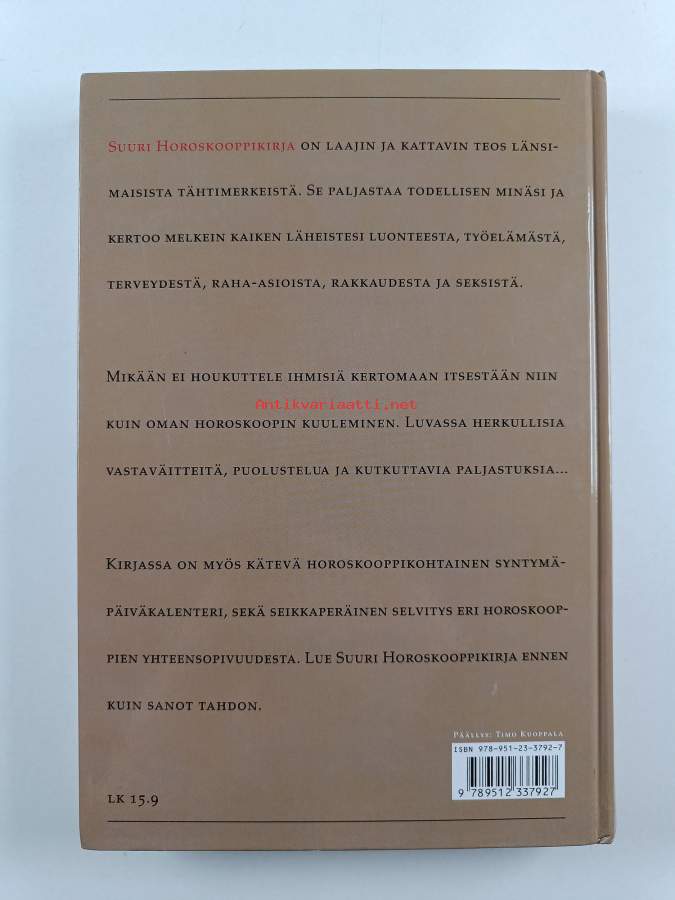 Suuri Horoskooppikirja on laajin ja kattavin teos länsi-
maisista tähtimerkeistä. Se paljastaa todellisen minäsi ja
kertoo melkein kaiken läheistesi luonteesta, työelämästä,
terveydestä, raha-asioista, rakkaudesta ja seksistä.
Mikään ei houkuttele ihmisiä kertomaan itsestään niin
Antikvariaatti.net
kuin oman horoskoopin kuuleminen. Luvassa herkullisia
vastaväitteitä, puolustelua ja kutkuttavia paljastuksia...
Kirjassa on myös kätevä horoskooppikohtainen syntymä-
päiväkalenteri, sekä seikkaperäinen selvitys eri horoskoop-
pien yhteensopivuudesta. Lue Suuri Horoskooppikirja ennen
kuin sanot tahdon.
Päällys: Timo Kuoppala
ISBN 978-951-23-3792-7
9 789512 337927
LK 15.9